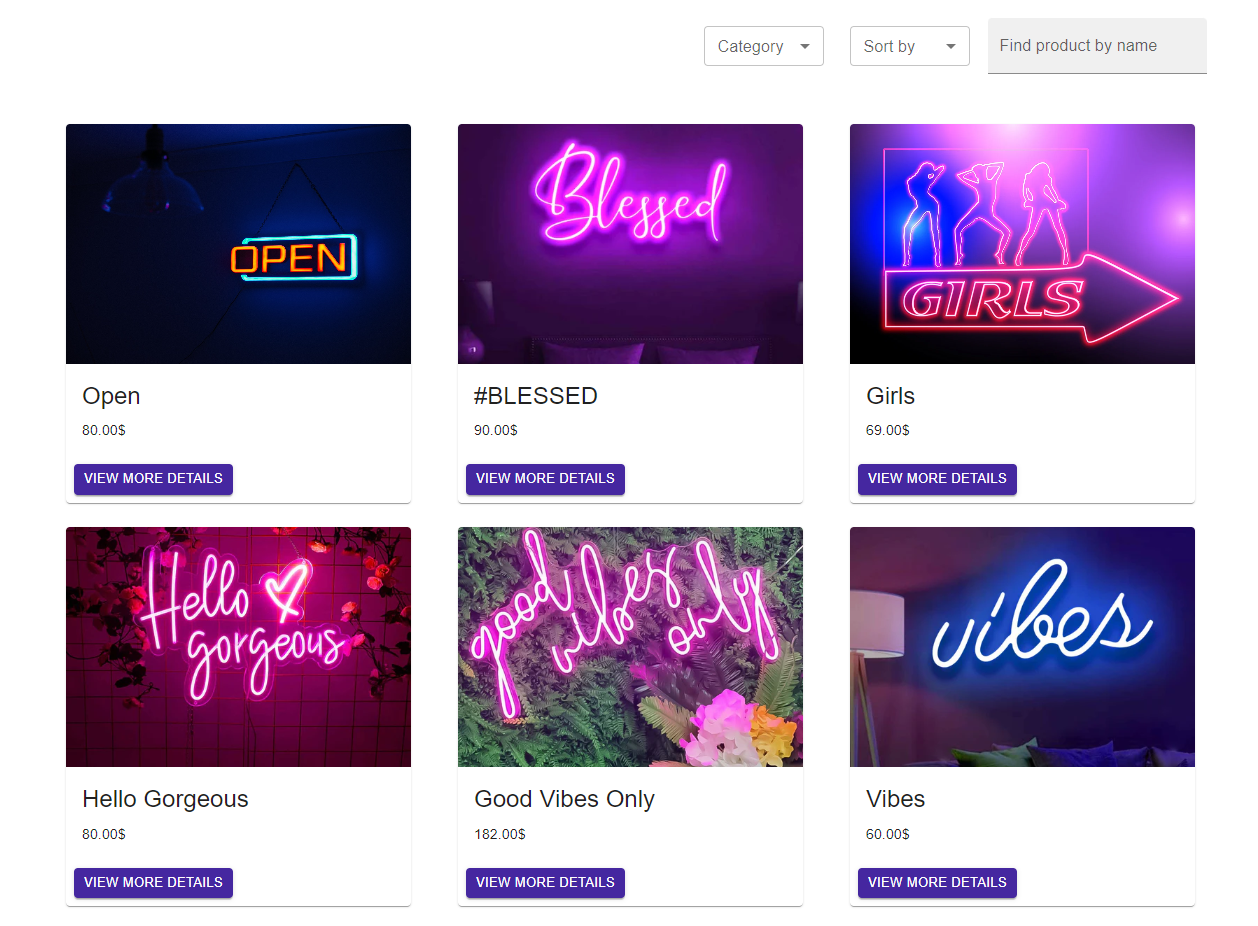 Category
Sort by
Find product by name
OPEN
Blessed
GIRLS
Open
#BLESSED
Girls
80.00$
90.00$
69.00$
VIEW MORE DETAILS
VIEW MORE DETAILS
VIEW MORE DETAILS
Hello
gorgeous
good
vibes
only
vibes
Hello Gorgeous
Good Vibes Only
Vibes
80.00$
182.00$
60.00$
VIEW MORE DETAILS
VIEW MORE DETAILS
VIEW MORE DETAILS